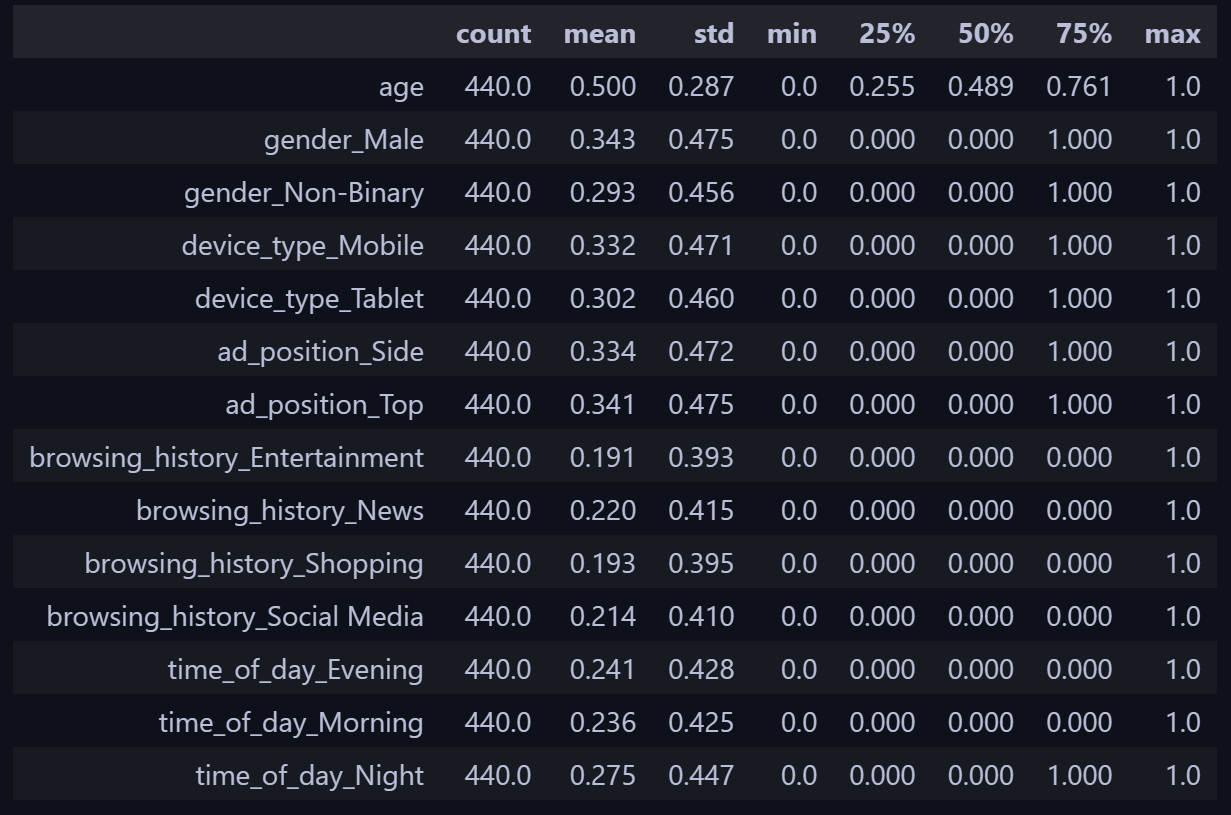 count mean std min 25% 50% 75% max
age 440.0 0.500 0.287 0.0 0.255 0.489 0.761 1.0
gender_Male 440.0 0.343 0.475 0.0 0.000 0.000 1.000 1.0
gender_Non-Binary 440.0 0.293 0.456 0.0 0.000 0.000 1.000 1.0
device_type_Mobile 440.0 0.332 0.471 0.0 0.000 0.000 1.000 1.0
device_type_Tablet 440.0 0.302 0.460 0.0 0.000 0.000 1.000 1.0
ad_position_Side 440.0 0.334 0.472 0.0 0.000 0.000 1.000 1.0
ad_position_Top 440.0 0.341 0.475 0.0 0.000 0.000 1.000 1.0
browsing_history_Entertainment 440.0 0.191 0.393 0.0 0.000 0.000 0.000 1.0
browsing_history_News 440.0 0.220 0.415 0.0 0.000 0.000 0.000 1.0
browsing_history_Shopping 440.0 0.193 0.395 0.0 0.000 0.000 0.000 1.0
browsing_history_Social Media 440.0 0.214 0.410 0.0 0.000 0.000 0.000 1.0
time_of_day_Evening 440.0 0.241 0.428 0.0 0.000 0.000 0.000 1.0
time_of_day_Morning 440.0 0.236 0.425 0.0 0.000 0.000 0.000 1.0
time_of_day_Night 440.0 0.275 0.447 0.0 0.000 0.000 1.000 1.0